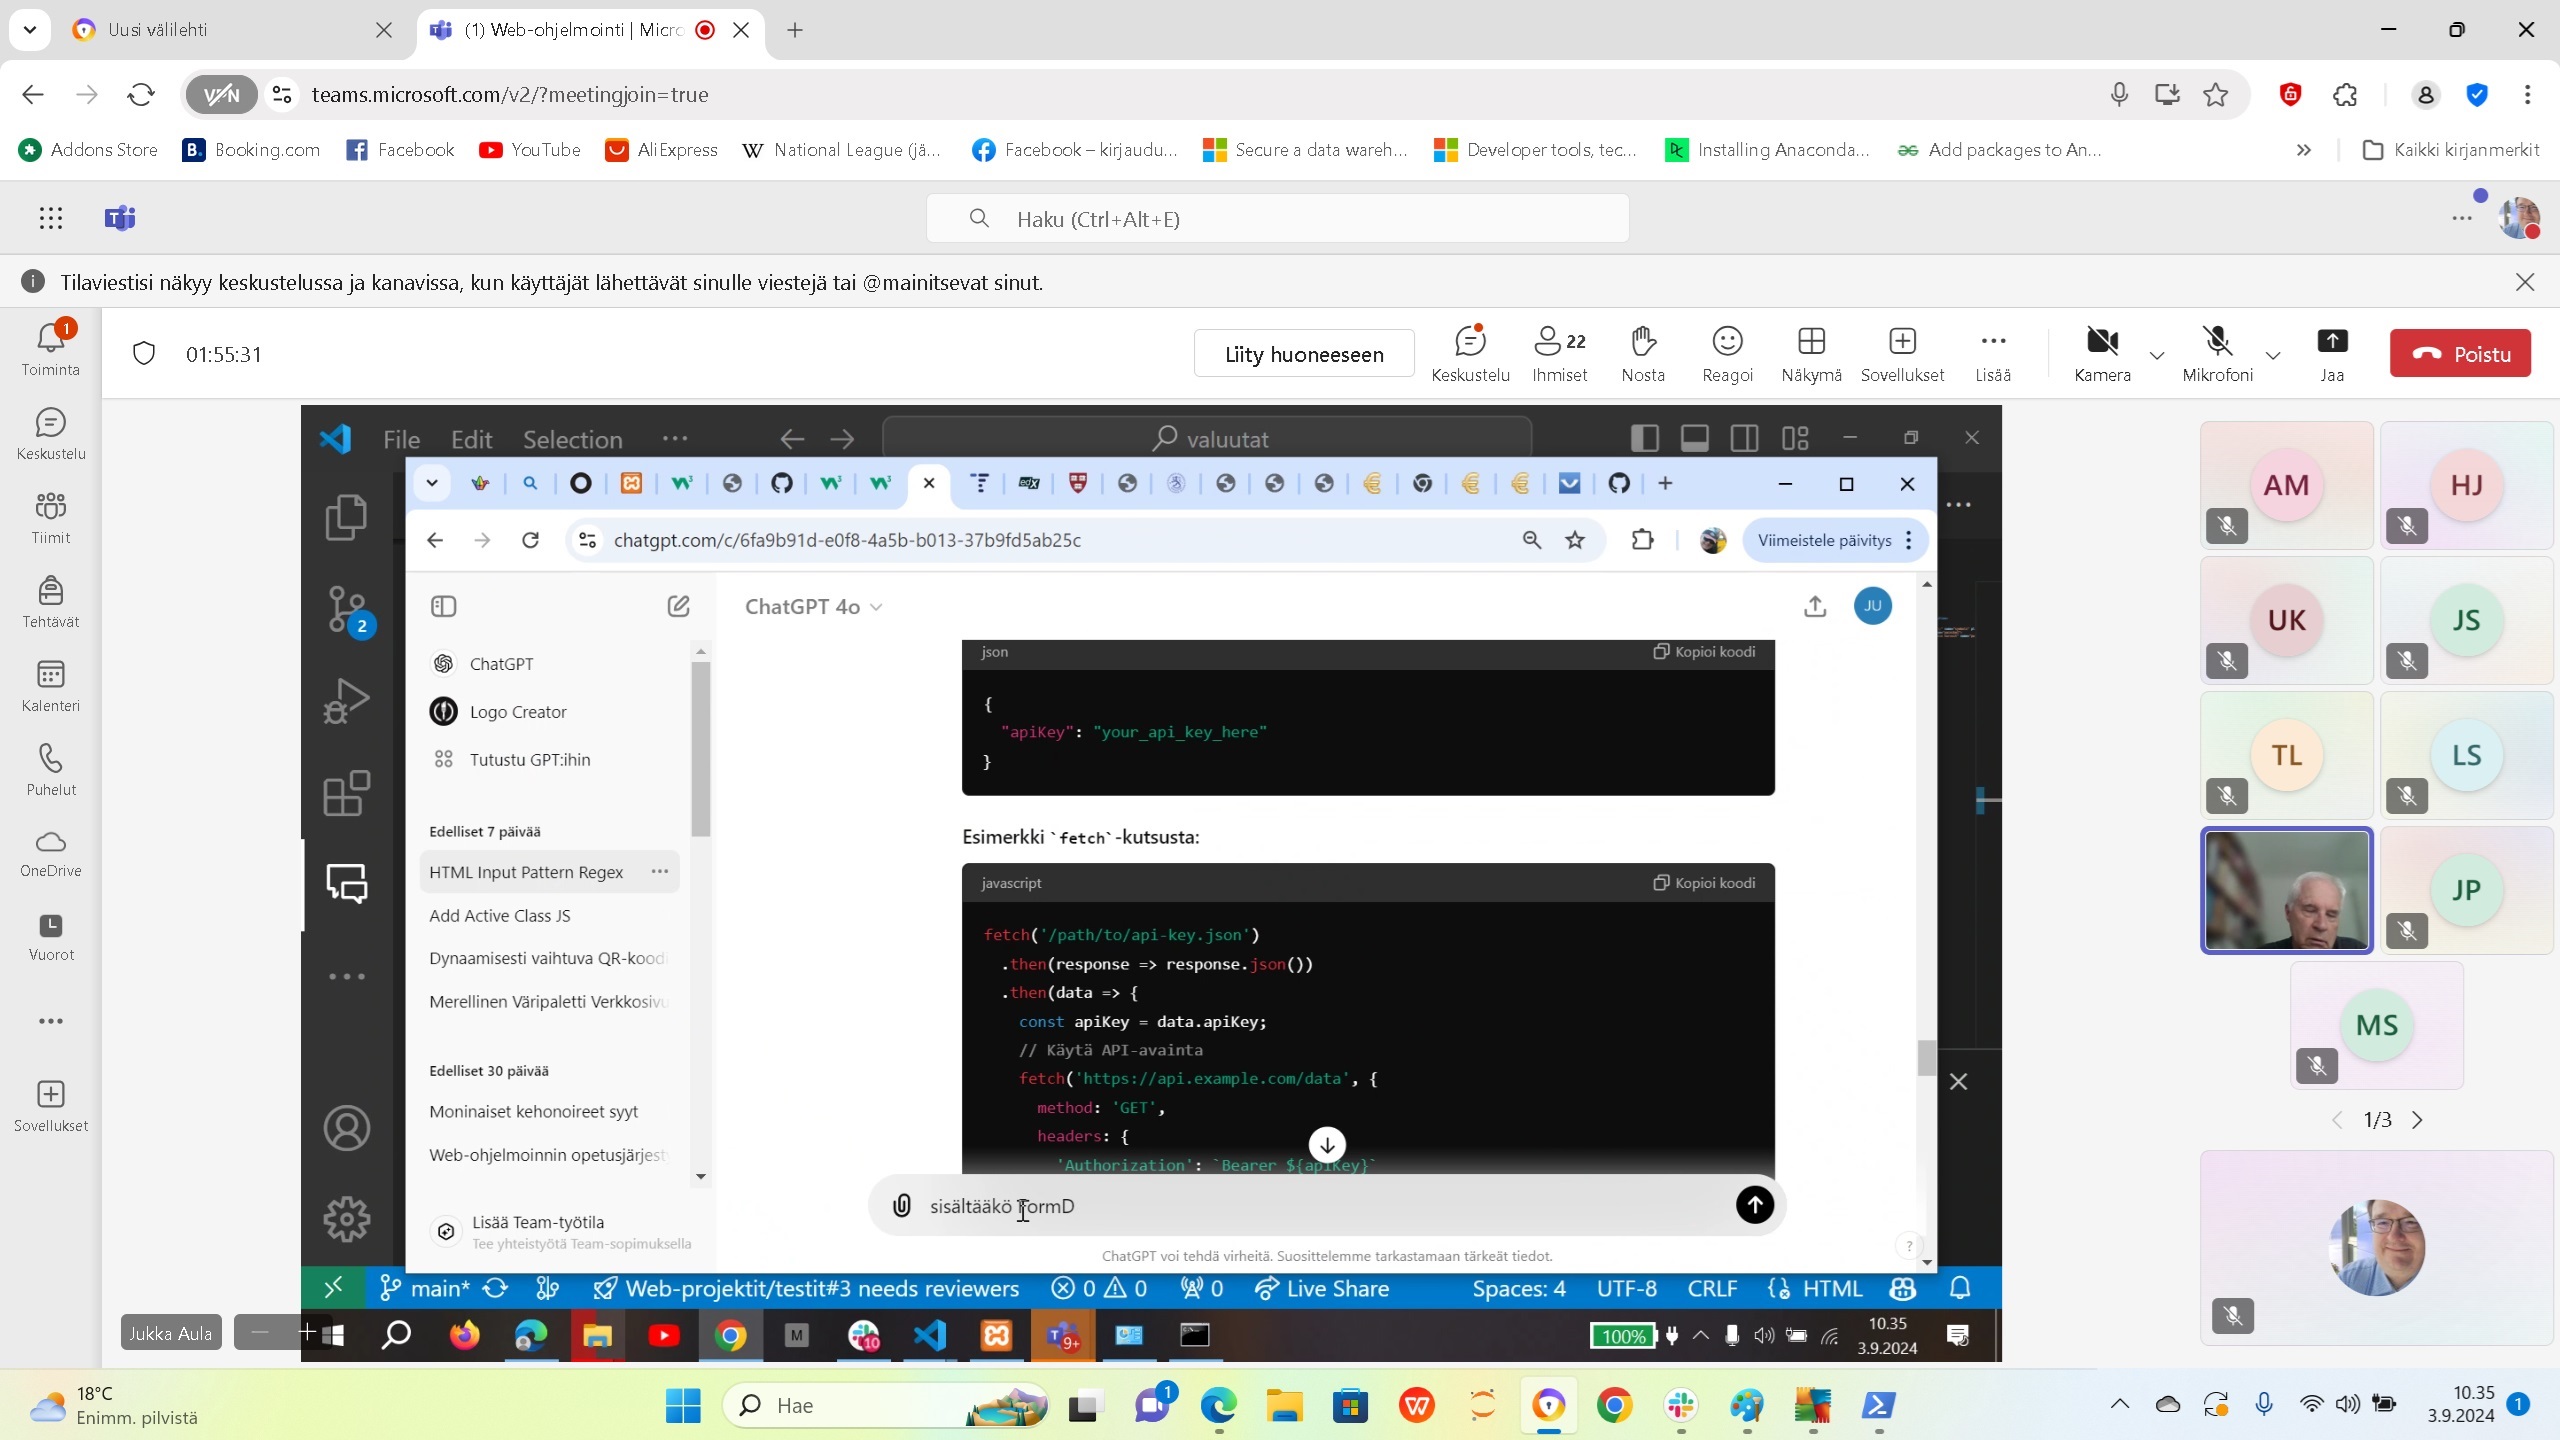 Uusi välilehti
(1) Web-ohjelmointi | Micro
VPN
teams.microsoft.com/v2/?meetingjoin=true
Addons Store
Booking.com
Facebook
YouTube
AliExpress
National League (jä...
Facebook – kirjaudu...
Secure a data wareh...
Developer tools, tec...
Installing Anaconda...
Add packages to An...
Kaikki kirjanmerkit
Haku (Ctrl+Alt+E)
Tilaviestisi näkyy keskustelussa ja kanavissa, kun käyttäjät lähettävät sinulle viestejä tai @mainitsevat sinut.
1
Toiminta
Keskustelu
Tiimit
Tehtävät
Kalenteri
Puhelut
OneDrive
Vuorot
Sovellukset
01:55:31
Liity huoneeseen
Keskustelu
22
Ihmiset
Nosta
Reagoi
Näkymä
Sovellukset
Lisää
Kamera
Mikrofoni
Jaa
Poistu
File Edit Selection ...
valuutat
2
chatgpt.com/c/6fa9b91d-e0f8-4a5b-b013-37b9fd5ab25c
Viimeistele päivitys
ChatGPT
Logo Creator
Tutustu GPT:ihin
Edelliset 7 päivää
HTML Input Pattern Regex
Add Active Class JS
Dynaamisesti vaihtuva QR-koodi
Merellinen Väripaletti Verkkosivu
Edelliset 30 päivää
Moninaiset kehonoireet syyt
Web-ohjelmoinnin opetusjärjest
Lisää Team-työtila
Tee yhteistyötä Team-sopimuksella
ChatGPT 4o
JU
json
Kopioi koodi
{
"apiKey": "your_api_key_here"
}
Esimerkki `fetch`-kutsusta:
javascript
Kopioi koodi
fetch('/path/to/api-key.json')
.then(response => response.json())
.then(data => {
const apiKey = data.apiKey;
// Käytä API-avainta
fetch('https://api.example.com/data', {
method: 'GET',
headers: {
'Authorization': `Bearer ${apiKey}`
sisältääkö FormD
ChatGPT voi tehdä virheitä. Suosittelemme tarkastamaan tärkeät tiedot.
?
main*
Web-projektit/testit#3 needs reviewers
0
0
0
Live Share
Spaces: 4
UTF-8
CRLF
HTML
Jukka Aula
M
10
9+
100%
10.35
3.9.2024
AM
HJ
UK
JS
TL
LS
JP
MS
1/3
18°C
Enimm. pilvistä
Hae
1
10.35
3.9.2024
1